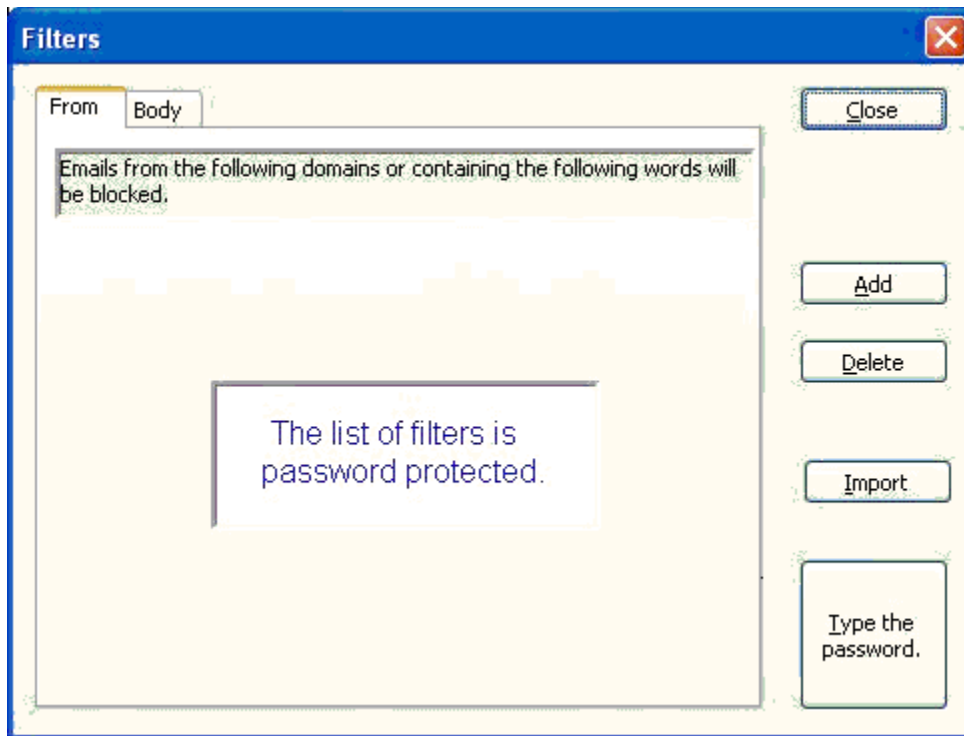 Filters
From
Body
Close
Emails from the following domains or containing the following words will
be blocked.
Add
Delete
The list of filters is
password protected.
Import
Type the
password.